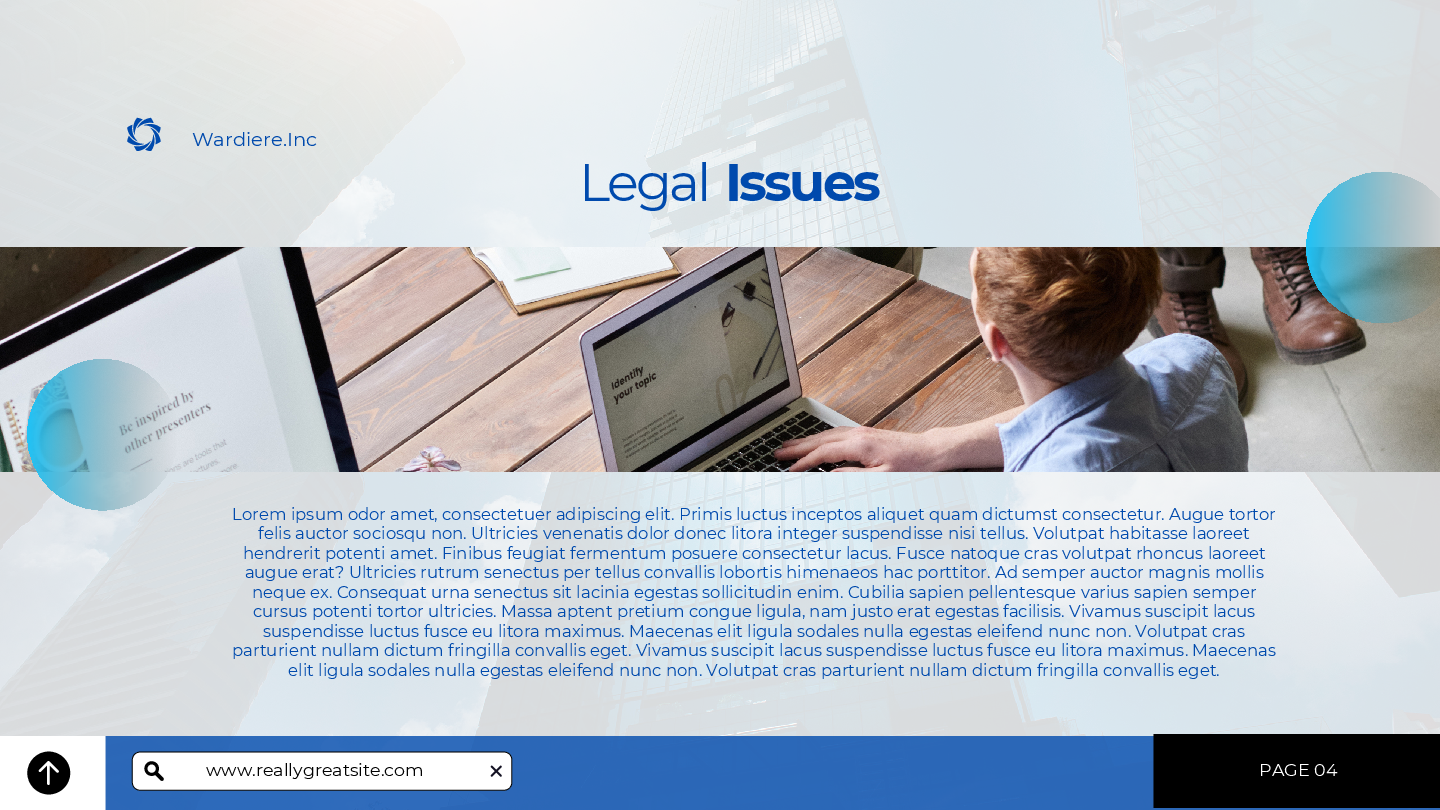 Wardiere.Inc
Legal Issues
Be inspired by
other presenters
Identify
your topic
Lorem ipsum odor amet, consectetuer adipiscing elit. Primis luctus inceptos aliquet quam dictumst consectetur. Augue tortor
felis auctor sociosqu non. Ultricies venenatis dolor donec litora integer suspendisse nisi tellus. Volutpat habitasse laoreet
hendrerit potenti amet. Finibus feugiat fermentum posuere consectetur lacus. Fusce natoque cras volutpat rhoncus laoreet
augue erat? Ultricies rutrum senectus per tellus convallis lobortis himenaeos hac porttitor. Ad semper auctor magnis mollis
neque ex. Consequat urna senectus sit lacinia egestas sollicitudin enim. Cubilia sapien pellentesque varius sapien semper
cursus potenti tortor ultricies. Massa aptent pretium congue ligula, nam justo erat egestas facilisis. Vivamus suscipit lacus
suspendisse luctus fusce eu litora maximus. Maecenas elit ligula sodales nulla egestas eleifend nunc non. Volutpat cras
parturient nullam dictum fringilla convallis eget. Vivamus suscipit lacus suspendisse luctus fusce eu litora maximus. Maecenas
elit ligula sodales nulla egestas eleifend nunc non. Volutpat cras parturient nullam dictum fringilla convallis eget.
www.reallygreatsite.com
PAGE 04